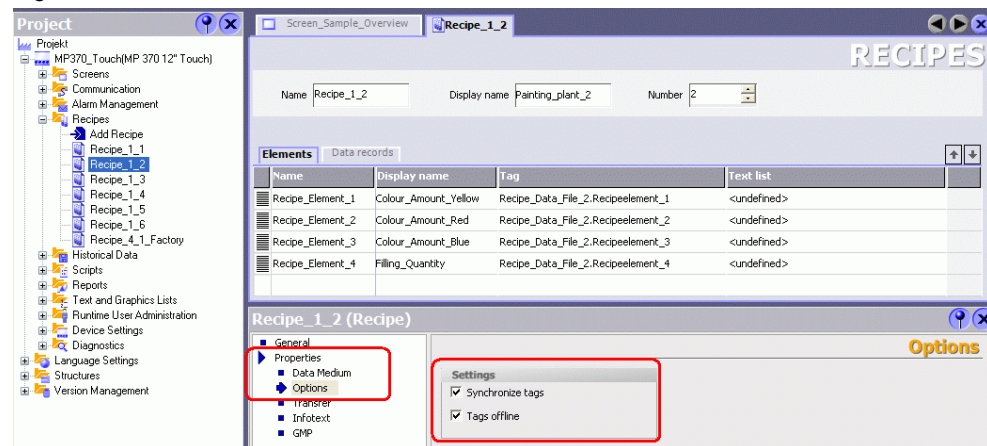 Project
Projekt
MP370_Touch(MP 370 12" Touch)
Screens
Communication
Alarm Management
Recipes
Add Recipe
Recipe_1_1
Recipe_1_2
Recipe_1_3
Recipe_1_4
Recipe_1_5
Recipe_1_6
Recipe_4_1_Factory
Historical Data
Scripts
Reports
Text and Graphics Lists
Runtime User Administration
Device Settings
Diagnostics
Language Settings
Structures
Version Management
Screen_Sample_Overview Recipe_1_2
RECIPES
Name Recipe_1_2 Display name Painting_plant_2 Number 2
Elements Data records
Name Display name Tag Text list
Recipe_Element_1 Colour_Amount_Yellow Recipe_Data_File_2.Recipeelement_1 <undefined>
Recipe_Element_2 Colour_Amount_Red Recipe_Data_File_2.Recipeelement_2 <undefined>
Recipe_Element_3 Colour_Amount_Blue Recipe_Data_File_2.Recipeelement_3 <undefined>
Recipe_Element_4 Filling_Quantity Recipe_Data_File_2.Recipeelement_4 <undefined>
Recipe_1_2 (Recipe)
General
Properties
Data Medium
Options
Transfer
Infotext
GMP
Options
Settings
Synchronize tags
Tags offline